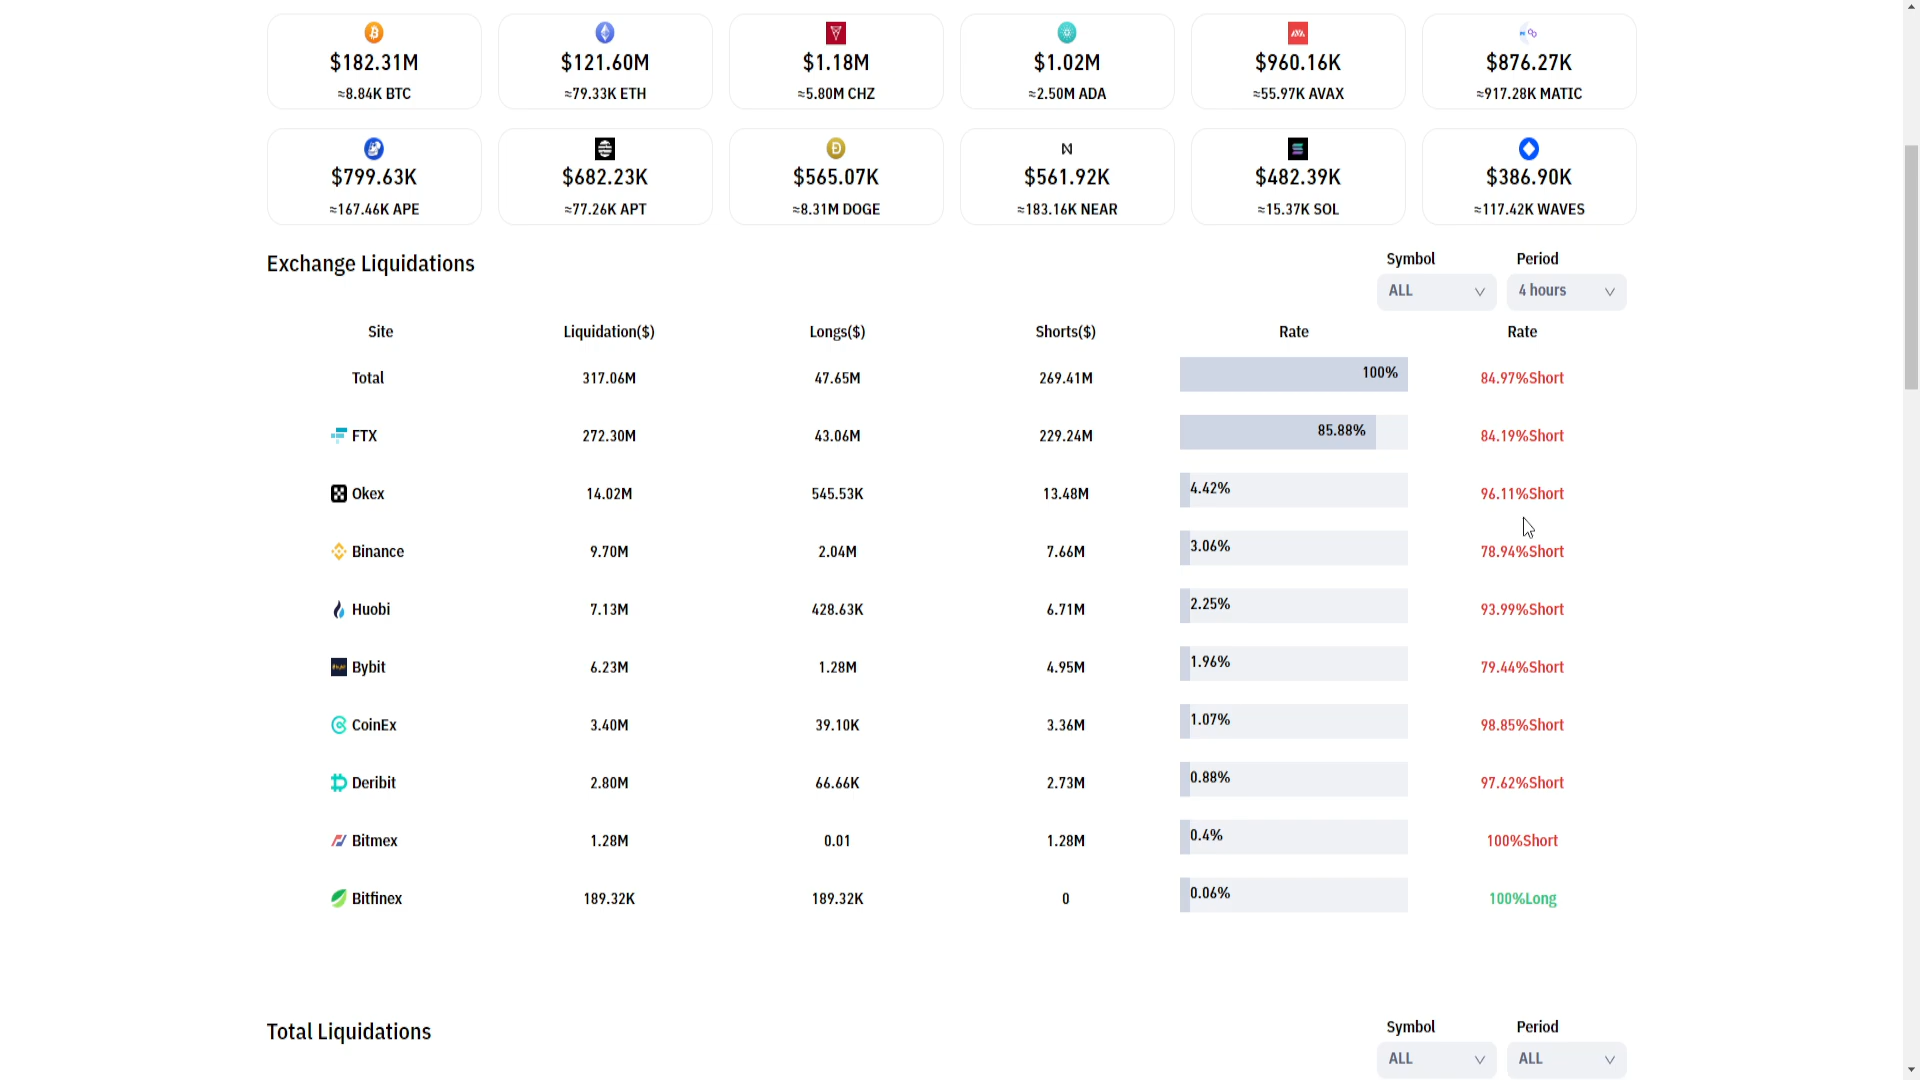 $182.31M $121.60M $1.18M $1.02M $960.16K $876.27K
≈8.84K BTC ≈79.33K ETH ≈5.80M CHZ ≈2.50M ADA ≈55.97K AVAX ≈917.28K MATIC
$799.63K $682.23K $565.07K $561.92K $482.39K $386.90K
≈167.46K APE ≈77.26K APT ≈8.31M DOGE ≈183.16K NEAR ≈15.37K SOL ≈117.42K WAVES
Exchange Liquidations
Symbol Period
ALL 4 hours
Site Liquidation($) Longs($) Shorts($) Rate Rate
Total 317.06M 47.65M 269.41M 100% 84.97%Short
FTX 272.30M 43.06M 229.24M 85.88% 84.19%Short
Okex 14.02M 545.53K 13.48M 4.42% 96.11%Short
Binance 9.70M 2.04M 7.66M 3.06% 78.94%Short
Huobi 7.13M 428.63K 6.71M 2.25% 93.99%Short
Bybit 6.23M 1.28M 4.95M 1.96% 79.44%Short
CoinEx 3.40M 39.10K 3.36M 1.07% 98.85%Short
Deribit 2.80M 66.66K 2.73M 0.88% 97.62%Short
Bitmex 1.28M 0.01 1.28M 0.4% 100%Short
Bitfinex 189.32K 189.32K 0 0.06% 100%Long
Total Liquidations
Symbol Period
ALL ALL